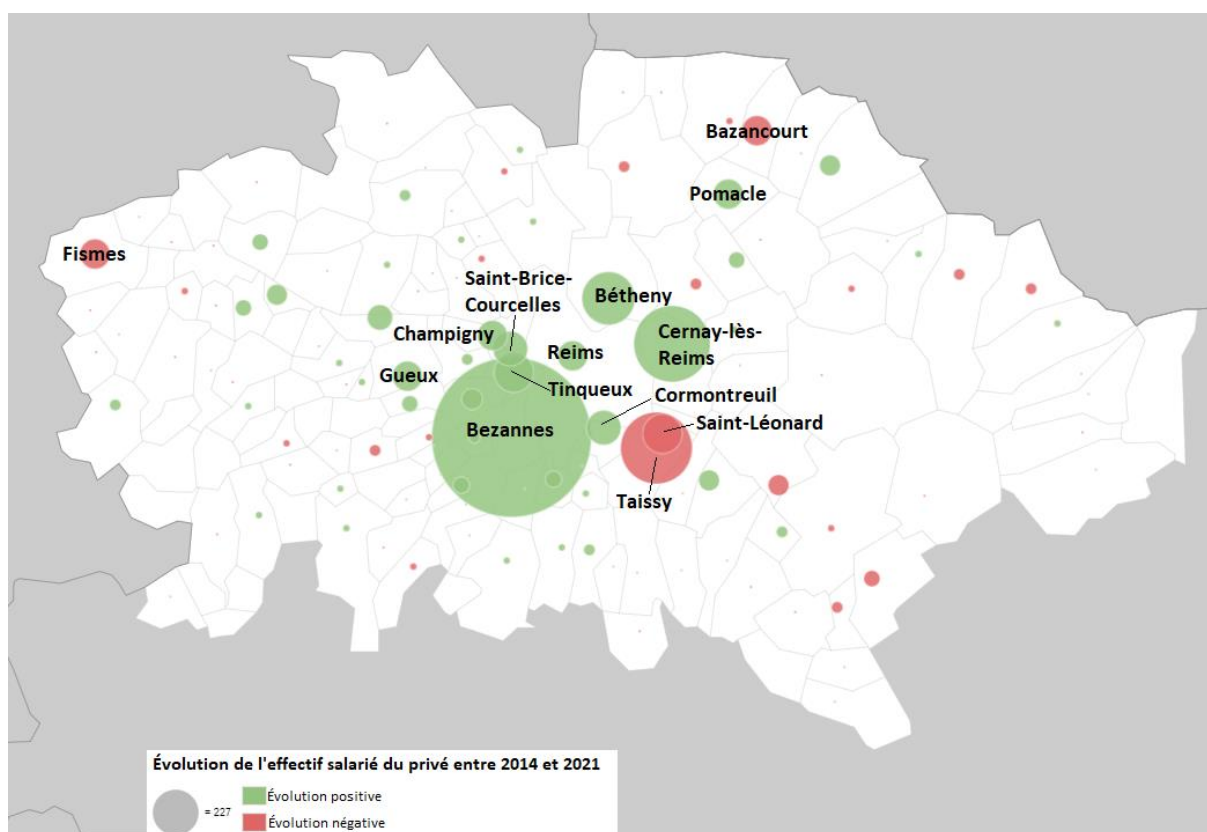 Bazancourt
Pomacle
Fismes
Saint-Brice-
Courcelles
Bétheny
Champigny
Reims
Cernay-lès-
Reims
Gueux
Tinqueux
Cormontreuil
Bezannes
Saint-Léonard
Taissy
Évolution de l'effectif salarié du privé entre 2014 et 2021
= 227
Évolution positive
Évolution négative